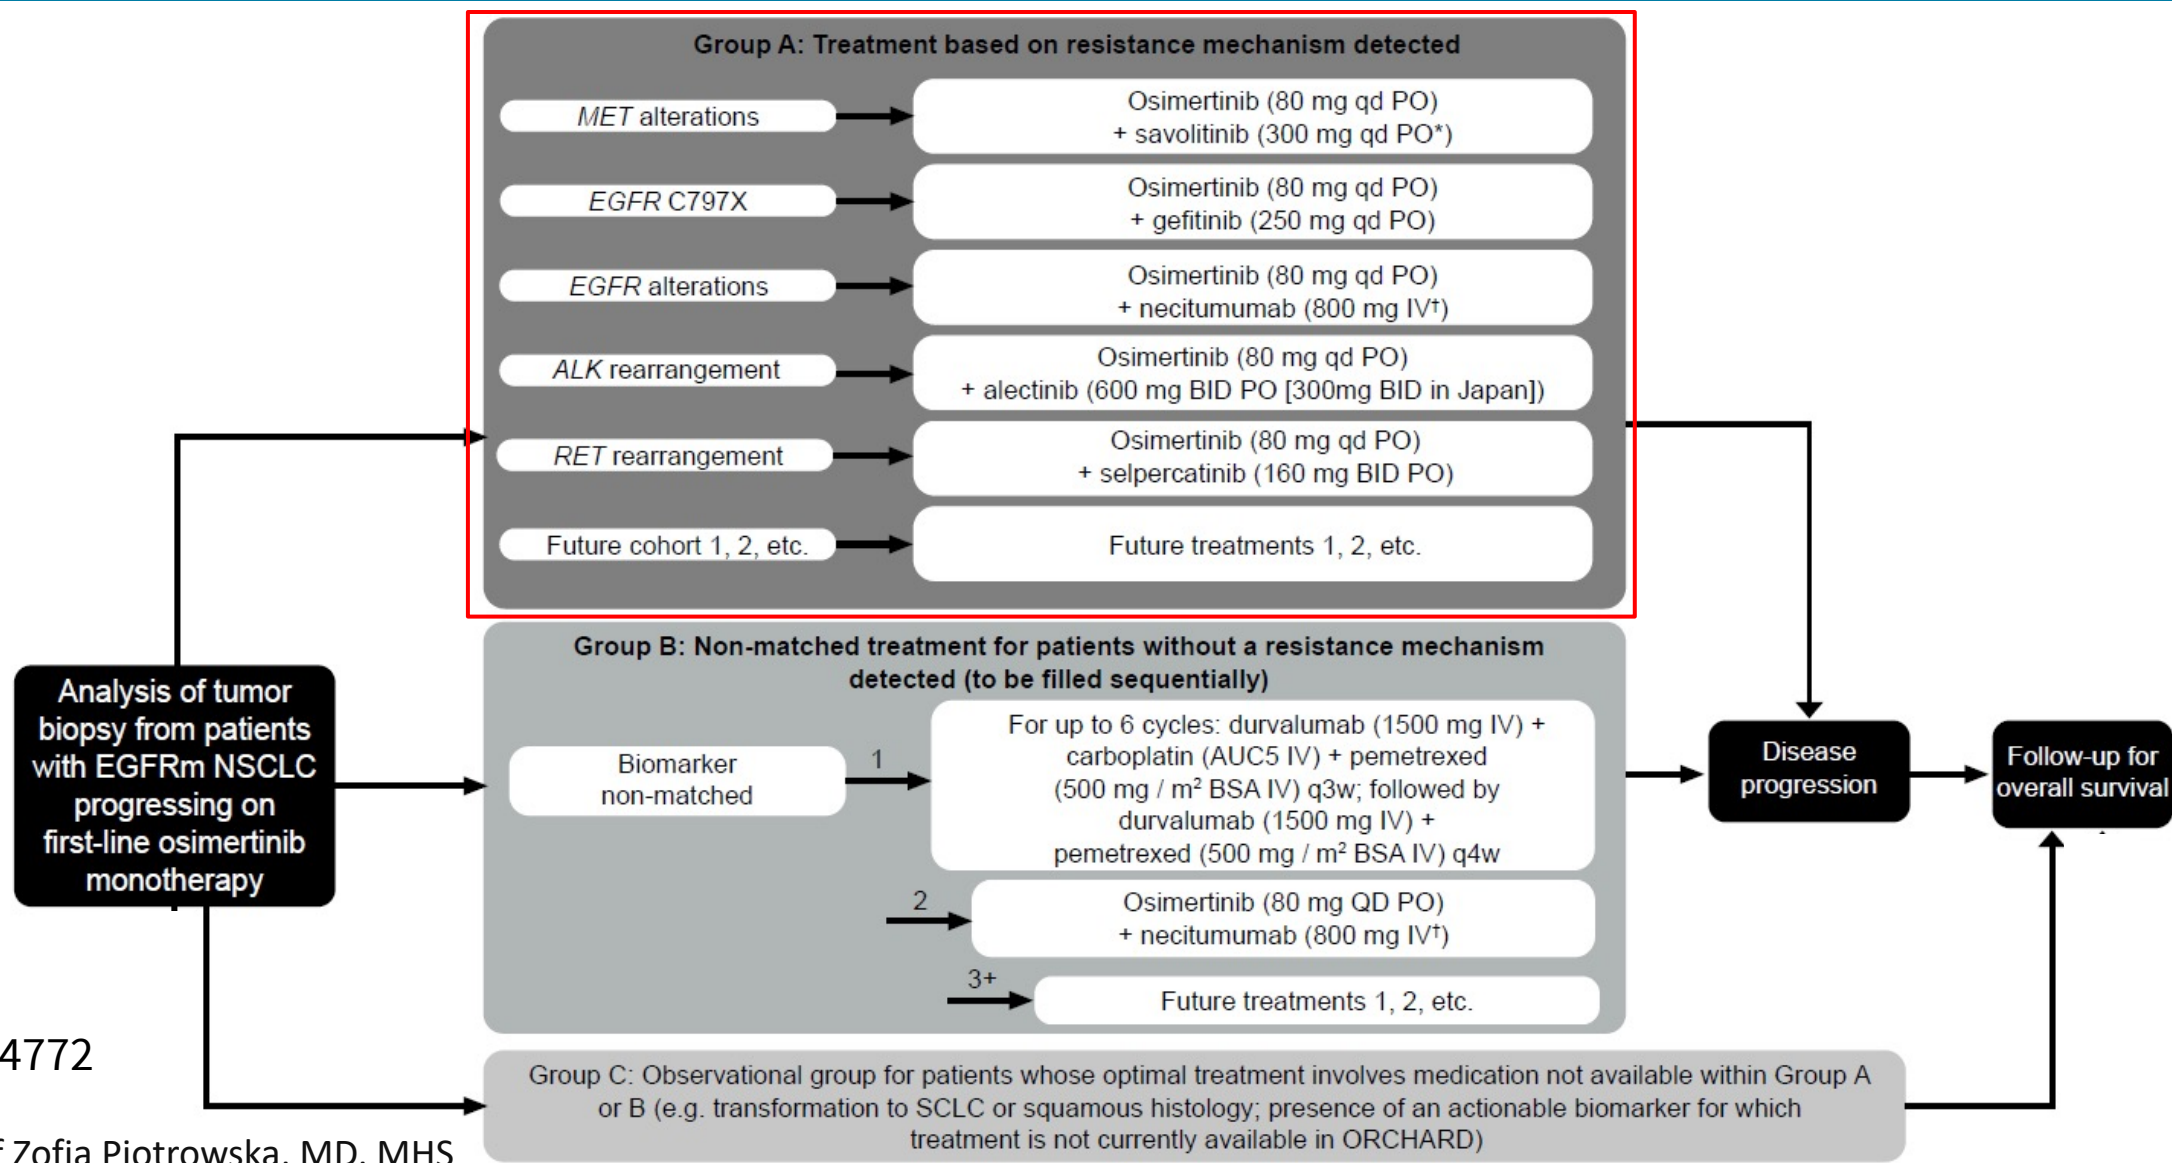 Group A: Treatment based on resistance mechanism detected
MET alterations
Osimertinib (80 mg qd PO)
+ savolitinib (300 mg qd PO*)
EGFR C797X
Osimertinib (80 mg qd PO)
+ gefitinib (250 mg qd PO)
EGFR alterations
Osimertinib (80 mg qd PO)
+ necitumumab (800 mg IV†)
ALK rearrangement
Osimertinib (80 mg qd PO)
+ alectinib (600 mg BID PO [300mg BID in Japan])
RET rearrangement
Osimertinib (80 mg qd PO)
+ selpercatinib (160 mg BID PO)
Future cohort 1, 2, etc.
Future treatments 1, 2, etc.
Analysis of tumor
biopsy from patients
with EGFRm NSCLC
progressing on
first-line osimertinib
monotherapy
Group B: Non-matched treatment for patients without a resistance mechanism
detected (to be filled sequentially)
Biomarker
non-matched
1
For up to 6 cycles: durvalumab (1500 mg IV) +
carboplatin (AUC5 IV) + pemetrexed
(500 mg / m² BSA IV) q3w; followed by
durvalumab (1500 mg IV) +
pemetrexed (500 mg / m² BSA IV) q4w
2
Osimertinib (80 mg QD PO)
+ necitumumab (800 mg IV†)
3+
Future treatments 1, 2, etc.
Disease
progression
Follow-up for
overall survival
Group C: Observational group for patients whose optimal treatment involves medication not available within Group A
or B (e.g. transformation to SCLC or squamous histology; presence of an actionable biomarker for which
treatment is not currently available in ORCHARD)
4772
Zofia Piotrowska, MD, MHS